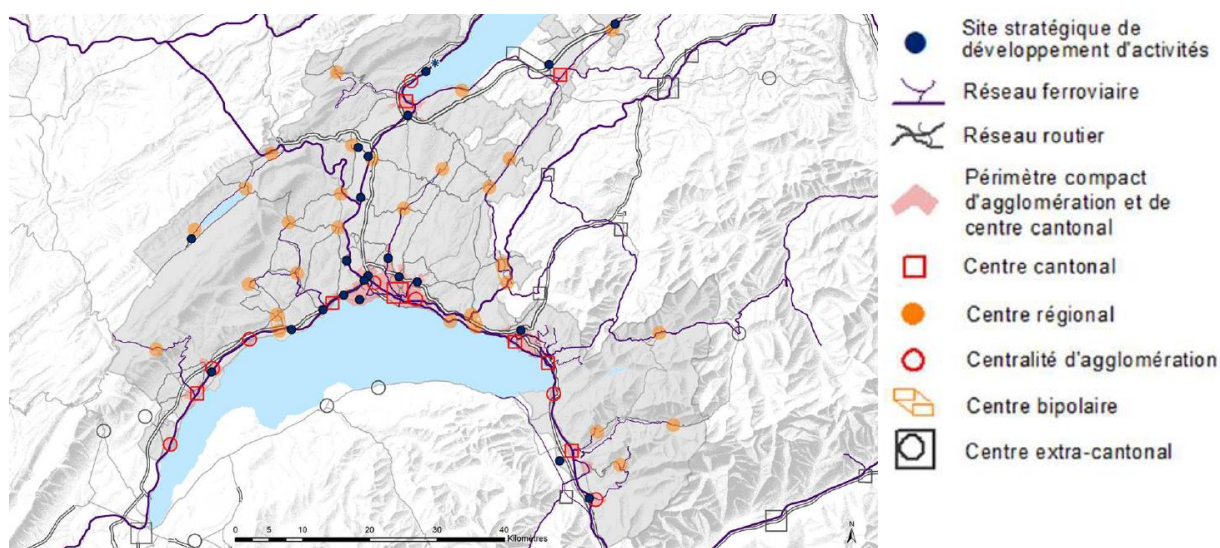 Site stratégique de
développement d'activités
Réseau ferroviaire
Réseau routier
Périmètre compact
d'agglomération et de
centre cantonal
Centre cantonal
Centre régional
Centralité d'agglomération
Centre bipolaire
Centre extra-cantonal
0 5 10 20 30 40
Kilomètres
N